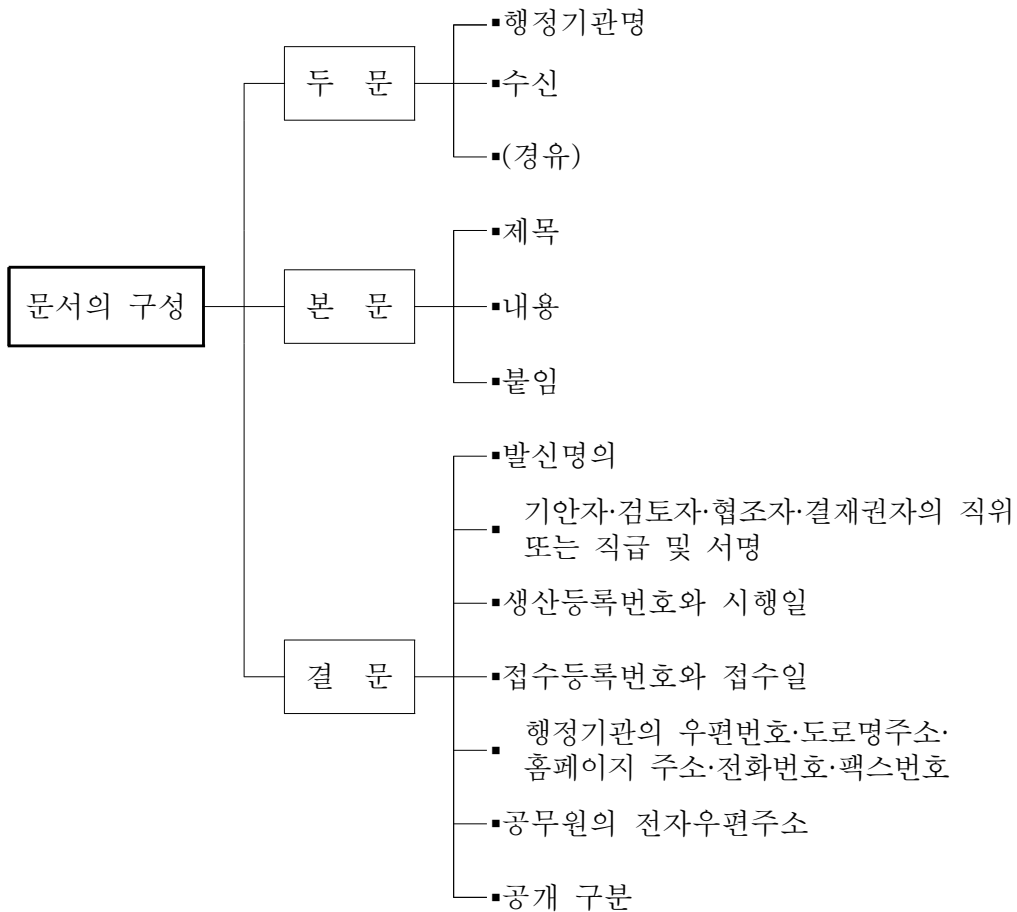 문서의 구성
두 문
▪행정기관명
▪수신
▪(경유)
본 문
▪제목
▪내용
▪붙임
결 문
▪발신명의
▪기안자·검토자·협조자·결재권자의 직위
또는 직급 및 서명
▪생산등록번호와 시행일
▪접수등록번호와 접수일
▪행정기관의 우편번호·도로명주소·
홈페이지 주소·전화번호·팩스번호
▪공무원의 전자우편주소
▪공개 구분